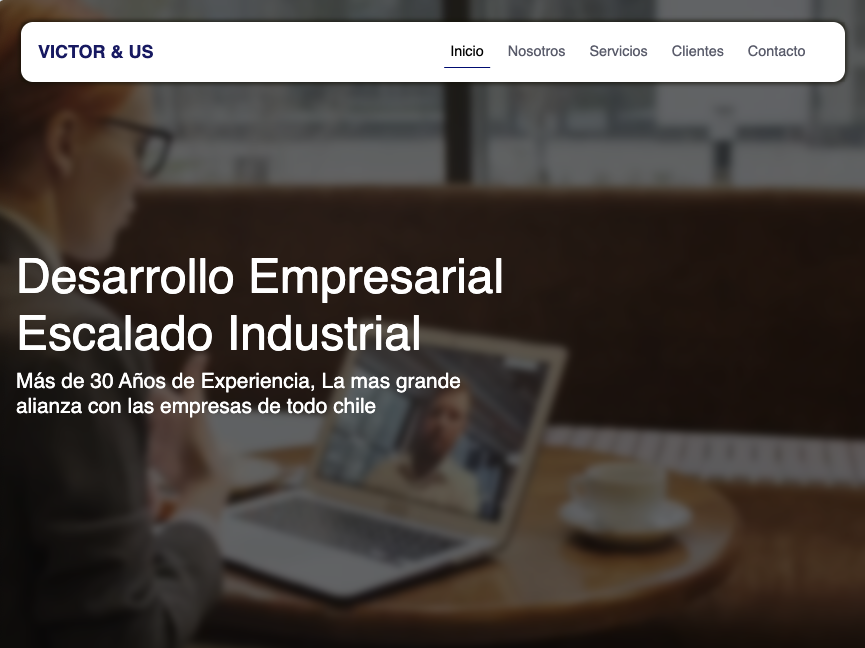 VICTOR & US
Inicio Nosotros Servicios Clientes Contacto
Desarrollo Empresarial
Escalado Industrial
Más de 30 Años de Experiencia, La mas grande
alianza con las empresas de todo chile